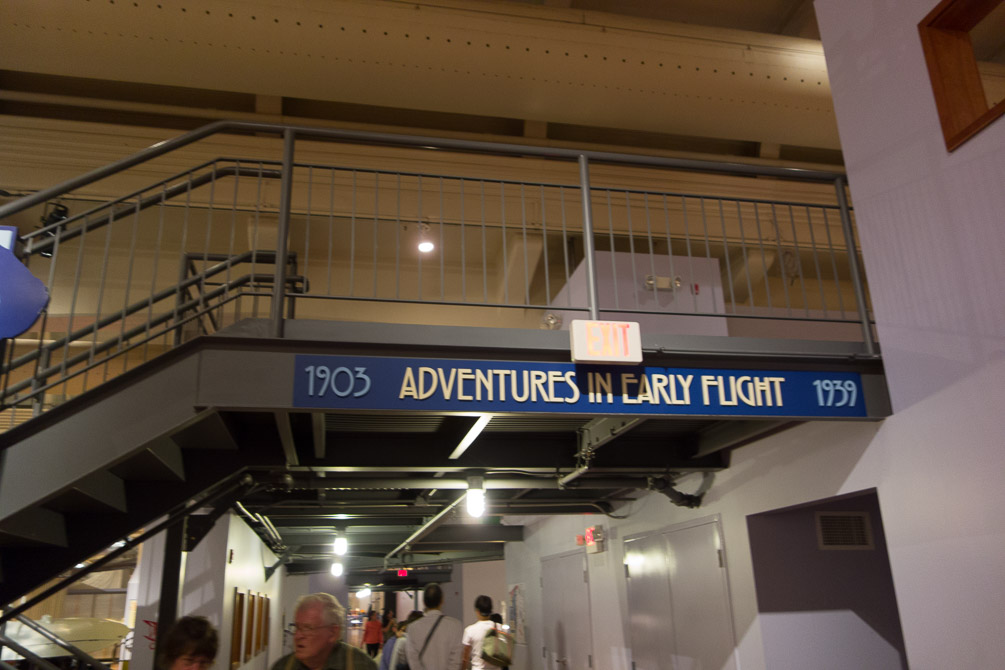 EXIT
1903 ADVENTURES IN EARLY FLIGHT 1939